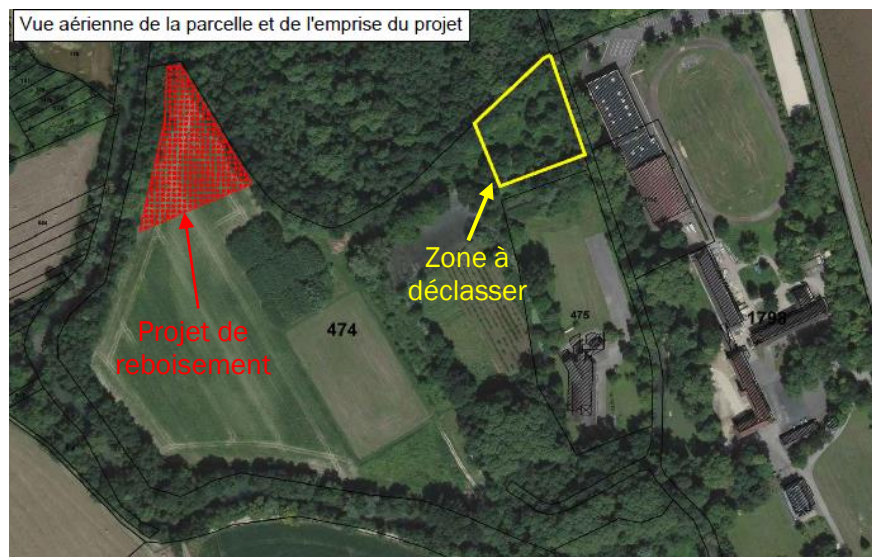 Vue aérienne de la parcelle et de l'emprise du projet
Zone à
déclasser
Projet de
reboisement
474
475
1798